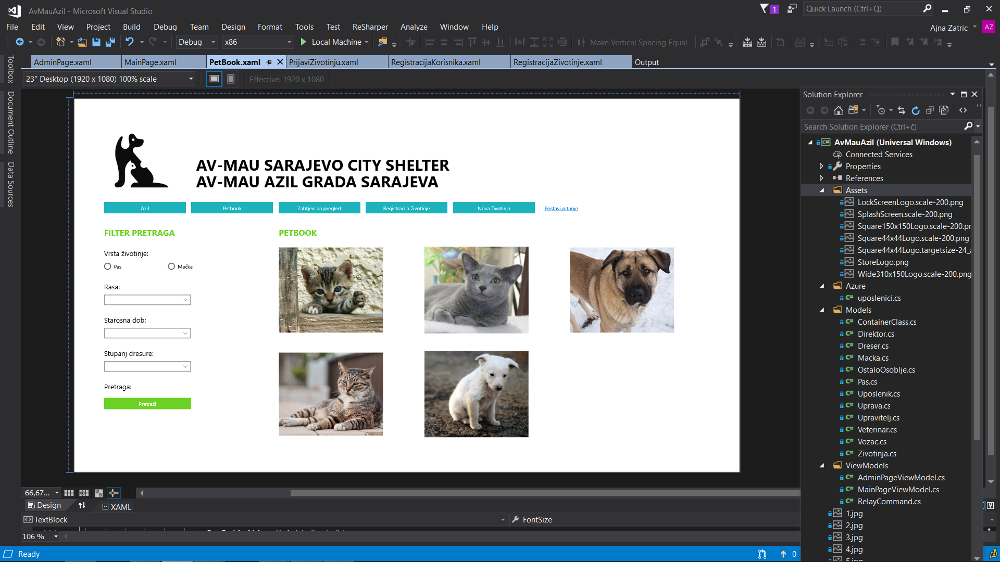 AvMauAzil - Microsoft Visual Studio
1
Quick Launch (Ctrl+Q)
File Edit View Project Build Debug Team Design Format Tools Test ReSharper Analyze Window Help
Ajna Zatric AZ
Debug x86 Local Machine Make Vertical Spacing Equal
AdminPage.xaml MainPage.xaml PetBook.xaml PrijaviZivotinju.xaml RegistracijaKorisnika.xaml RegistracijaZivotinje.xaml Output
23" Desktop (1920 x 1080) 100% scale Effective: 1920 x 1080
Toolbox
Document Outline
Data Sources
AV-MAU SARAJEVO CITY SHELTER
AV-MAU AZIL GRADA SARAJEVA
Azil Petbook Zahtjevi za pregled Registracija životinje Nova životinja Postavi pitanje
FILTER PRETRAGA
PETBOOK
Vrsta životinje:
Pas Mačka
Rasa:
Starosna dob:
Stupanj dresure:
Pretraga:
Pretraži
Solution Explorer
Search Solution Explorer (Ctrl+č)
AvMauAzil (Universal Windows)
Connected Services
Properties
References
Assets
LockScreenLogo.scale-200.png
SplashScreen.scale-200.png
Square150x150Logo.scale-200.pr
Square44x44Logo.scale-200.png
Square44x44Logo.targetsize-24_a
StoreLogo.png
Wide310x150Logo.scale-200.png
Azure
uposlenici.cs
Models
ContainerClass.cs
Direktor.cs
Dreser.cs
Macka.cs
OstaloOsoblje.cs
Pas.cs
Uposlenik.cs
Uprava.cs
Upravitelj.cs
Veterinar.cs
Vozac.cs
Zivotinja.cs
ViewModels
AdminPageViewModel.cs
MainPageViewModel.cs
RelayCommand.cs
1.jpg
2.jpg
3.jpg
4.jpg
66,67...
Design XAML
TextBlock FontSize
106 %
Ready
0